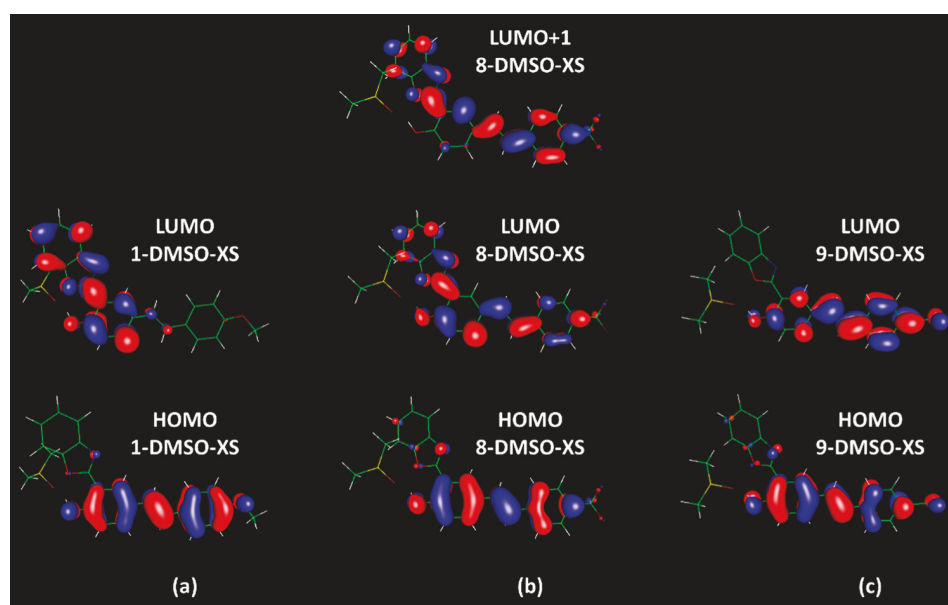 LUMO+1
8-DMSO-XS
LUMO
1-DMSO-XS
LUMO
8-DMSO-XS
LUMO
9-DMSO-XS
HOMO
1-DMSO-XS
HOMO
8-DMSO-XS
HOMO
9-DMSO-XS
(a)
(b)
(c)